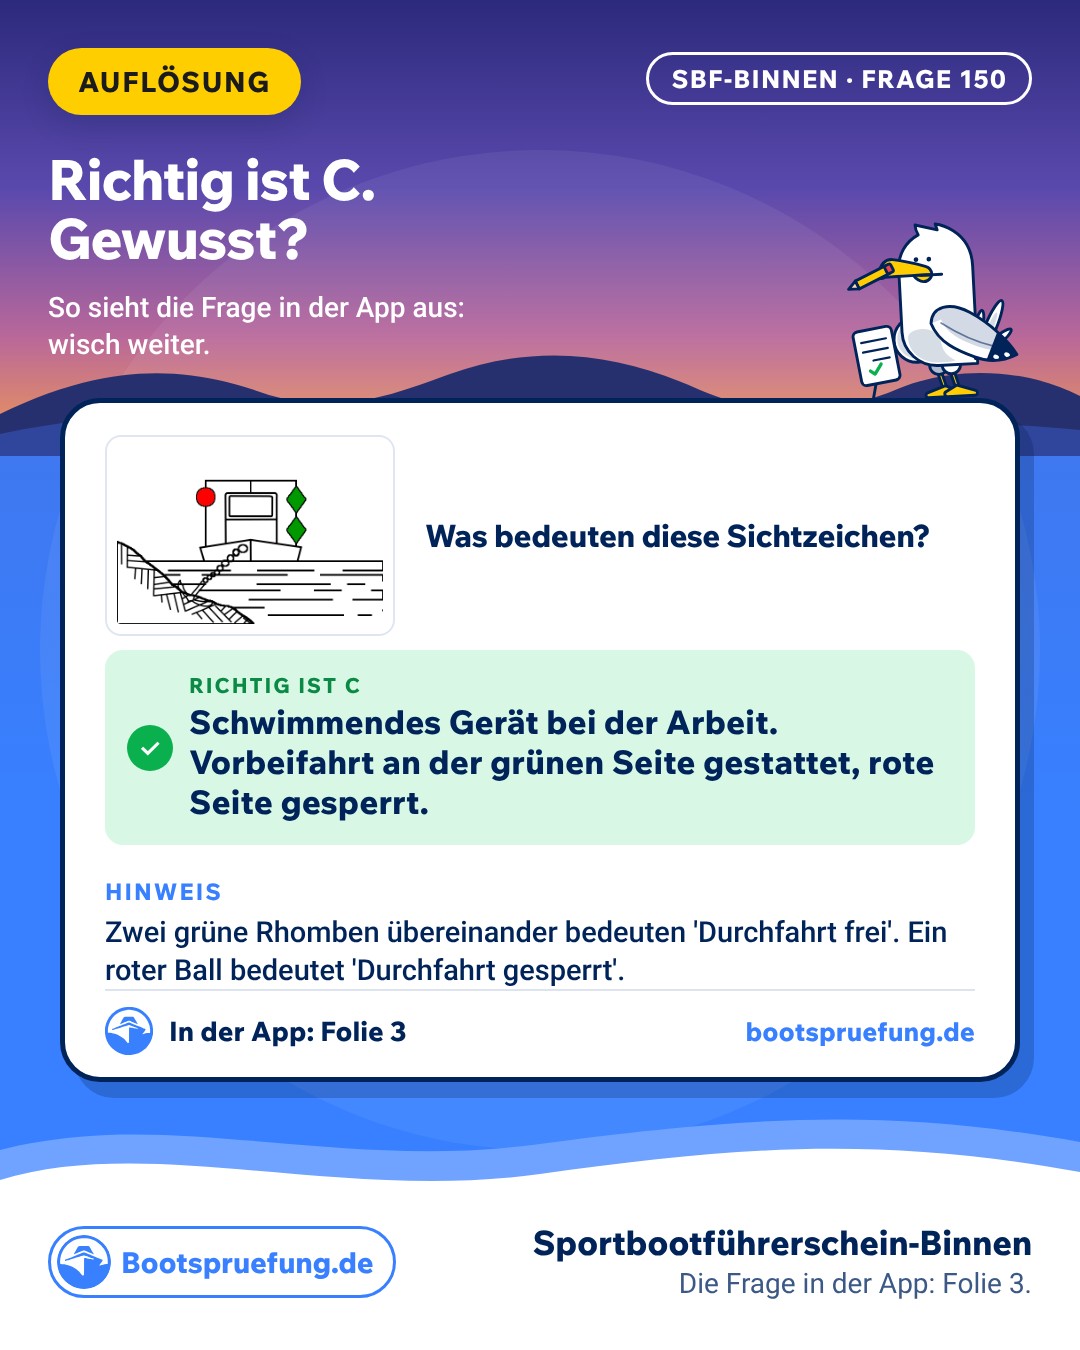 AUFLÖSUNG
SBF-BINNEN · FRAGE 150
Richtig ist C.
Gewusst?
So sieht die Frage in der App aus:
wisch weiter.
Was bedeuten diese Sichtzeichen?
RICHTIG IST C
Schwimmendes Gerät bei der Arbeit.
Vorbeifahrt an der grünen Seite gestattet, rote
Seite gesperrt.
HINWEIS
Zwei grüne Rhomben übereinander bedeuten 'Durchfahrt frei'. Ein
roter Ball bedeutet 'Durchfahrt gesperrt'.
In der App: Folie 3
bootspruefung.de
Bootspruefung.de
Sportbootführerschein-Binnen
Die Frage in der App: Folie 3.